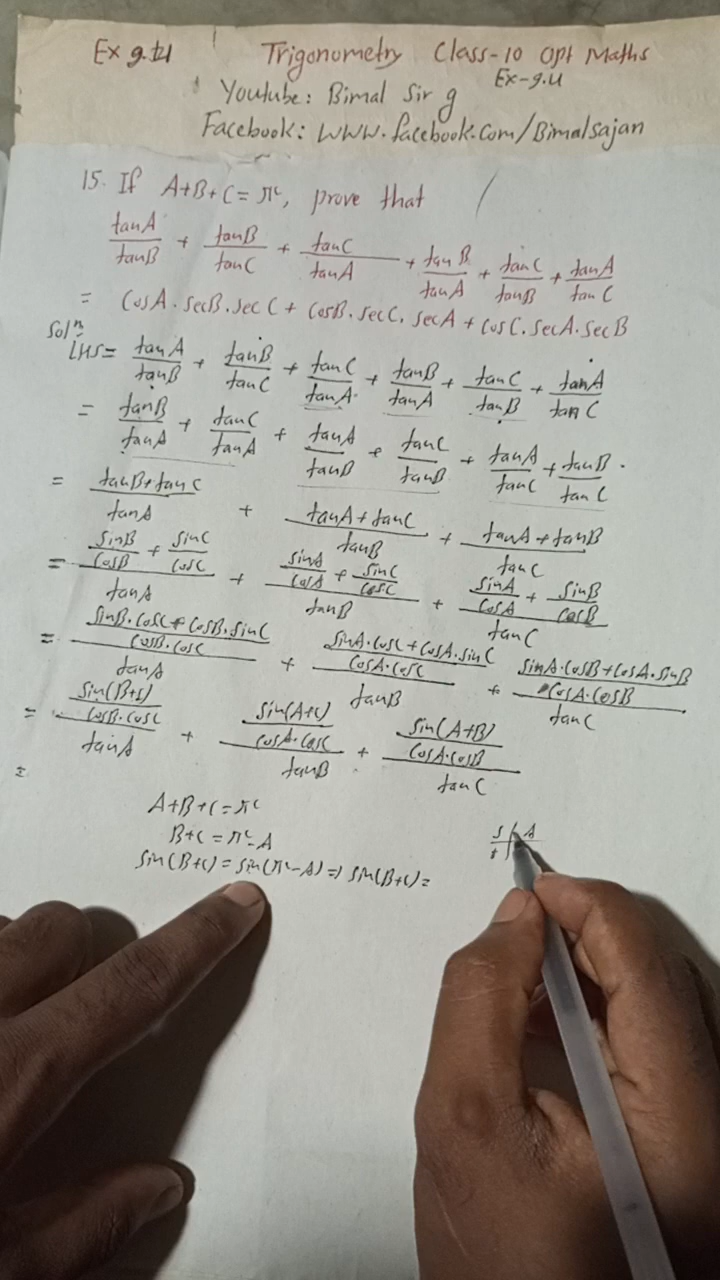 Ex 9.4 Trigonometry Class-10 Opt Maths
Ex-9.4
Youtube: Bimal Sir g
Facebook: www.facebook.com/Bimalsajan
15. If A+B+C = πᶜ, prove that
tanA/tanB + tanB/tanC + tanC/tanA + tanB/tanA + tanC/tanB + tanA/tanC
= CosA . secB . sec C + CosB . secC . secA + cosC . secA . secB
Solⁿ:
LHS = tanA/tanB + tanB/tanC + tanC/tanA + tanB/tanA + tanC/tanB + tanA/tanC
= tanB/tanA + tanC/tanA + tanA/tanB + tanC/tanB + tanA/tanC + tanB/tanC .
= (tanB+tanC)/tanA + (tanA+tanC)/tanB + (tanA+tanB)/tanC
= (sinB/cosB + sinC/cosC)/tanA + (sinA/cosA + sinC/cosC)/tanB + (sinA/cosA + sinB/cosB)/tanC
= ((sinB.cosC + cosB.sinC)/(cosB.cosC))/tanA + ((sinA.cosC + cosA.sinC)/(cosA.cosC))/tanB + ((sinA.cosB + cosA.sinB)/(cosA.cosB))/tanC
= (sin(B+C)/(cosB.cosC))/tanA + (sin(A+C)/(cosA.cosC))/tanB + (sin(A+B)/(cosA.cosB))/tanC
=
A+B+C = πᶜ
B+C = πᶜ-A
sin(B+C) = sin(πᶜ-A) => sin(B+C) =
S A
t